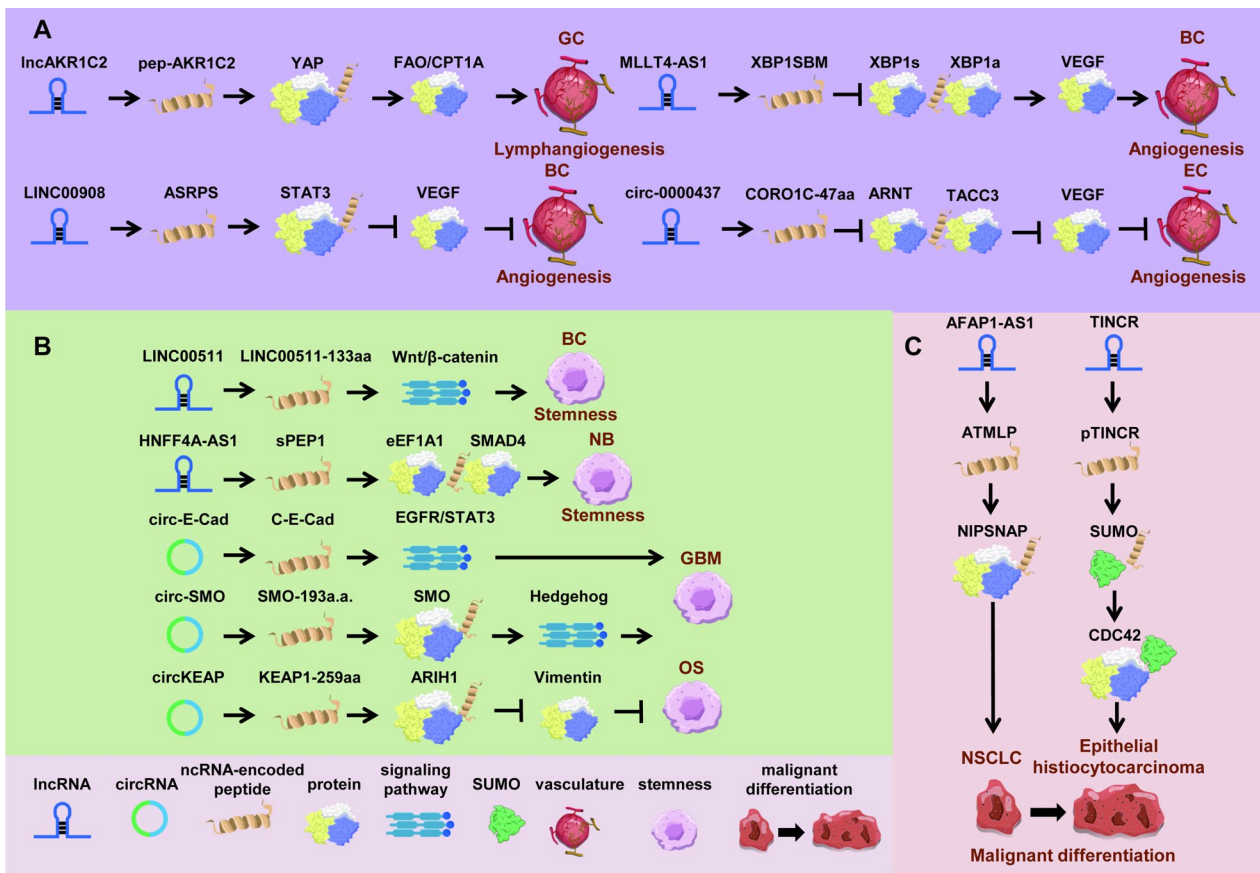 A
GC
BC
lncAKR1C2 pep-AKR1C2 YAP FAO/CPT1A MLLT4-AS1 XBP1SBM XBP1s XBP1a VEGF
Lymphangiogenesis Angiogenesis
BC EC
LINC00908 ASRPS STAT3 VEGF circ-0000437 CORO1C-47aa ARNT TACC3 VEGF
Angiogenesis Angiogenesis
B
BC
LINC00511 LINC00511-133aa Wnt/β-catenin
Stemness
HNFF4A-AS1 sPEP1 eEF1A1 SMAD4 NB
Stemness
circ-E-Cad C-E-Cad EGFR/STAT3
GBM
circ-SMO SMO-193a.a. SMO Hedgehog
circKEAP KEAP1-259aa ARIH1 Vimentin OS
C
AFAP1-AS1 TINCR
ATMLP pTINCR
NIPSNAP SUMO
CDC42
NSCLC Epithelial
histiocytocarcinoma
Malignant differentiation
lncRNA circRNA ncRNA-encoded
peptide protein signaling
pathway SUMO vasculature stemness malignant
differentiation